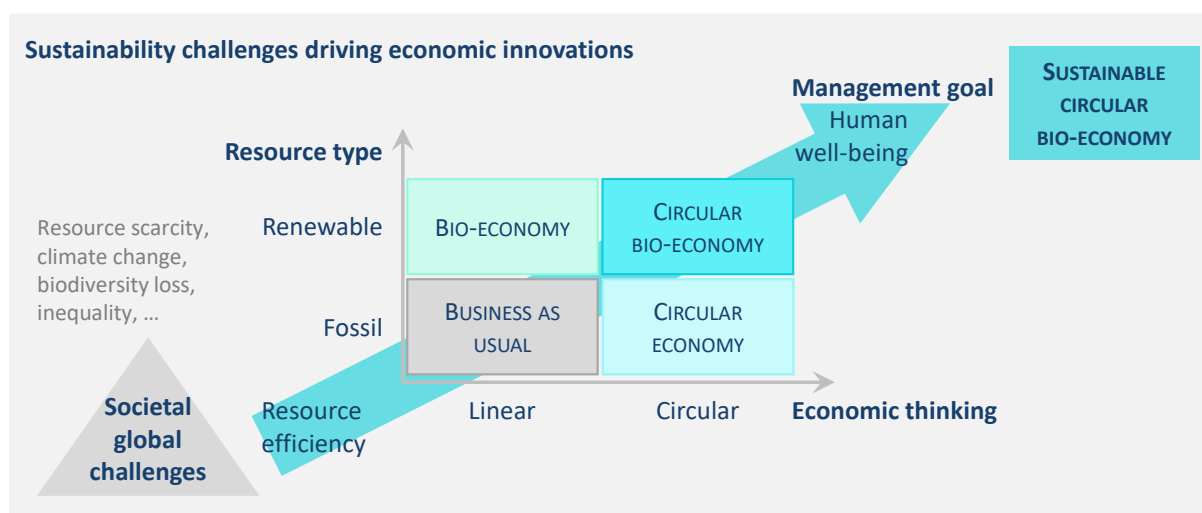 Sustainability challenges driving economic innovations
Management goal
Human
well-being
SUSTAINABLE
CIRCULAR
BIO-ECONOMY
Resource type
Renewable
BIO-ECONOMY
CIRCULAR
BIO-ECONOMY
Resource scarcity,
climate change,
biodiversity loss,
inequality, ...
Fossil
BUSINESS AS
USUAL
CIRCULAR
ECONOMY
Societal
global
challenges
Resource
efficiency
Linear
Circular
Economic thinking